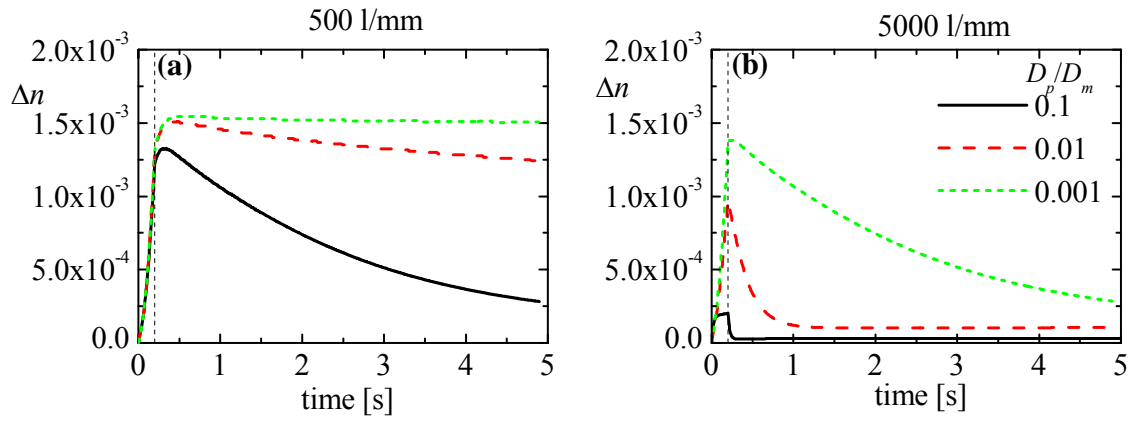 500 l/mm
2.0x10⁻³
(a)
Δn
1.5x10⁻³
1.0x10⁻³
5.0x10⁻⁴
0.0
0 1 2 3 4 5
time [s]
5000 l/mm
2.0x10⁻³
(b)
Dₚ/Dₘ
Δn
0.1
1.5x10⁻³
0.01
1.0x10⁻³
0.001
5.0x10⁻⁴
0.0
0 1 2 3 4 5
time [s]